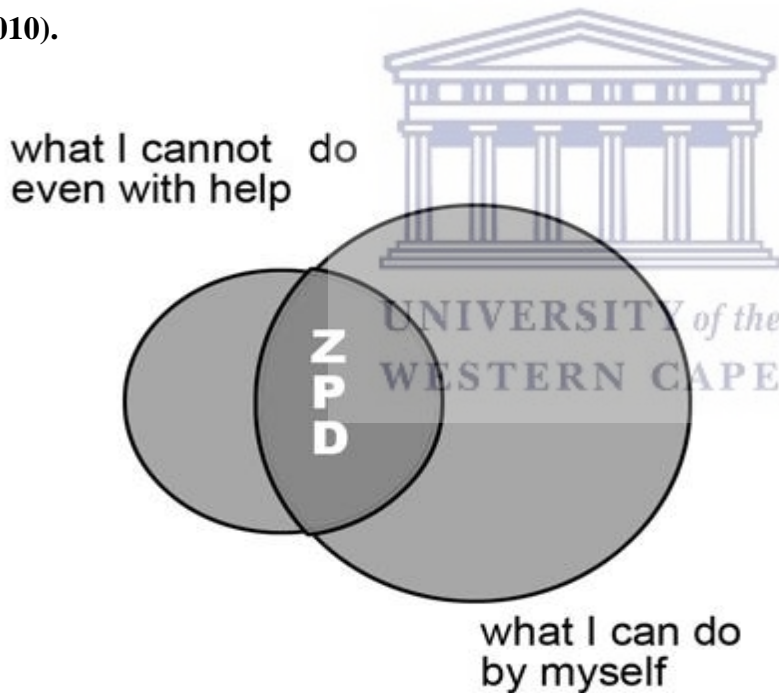 010).
what I cannot do
even with help
UNIVERSITY of the
WESTERN CAPE
Z
P
D
what I can do
by myself